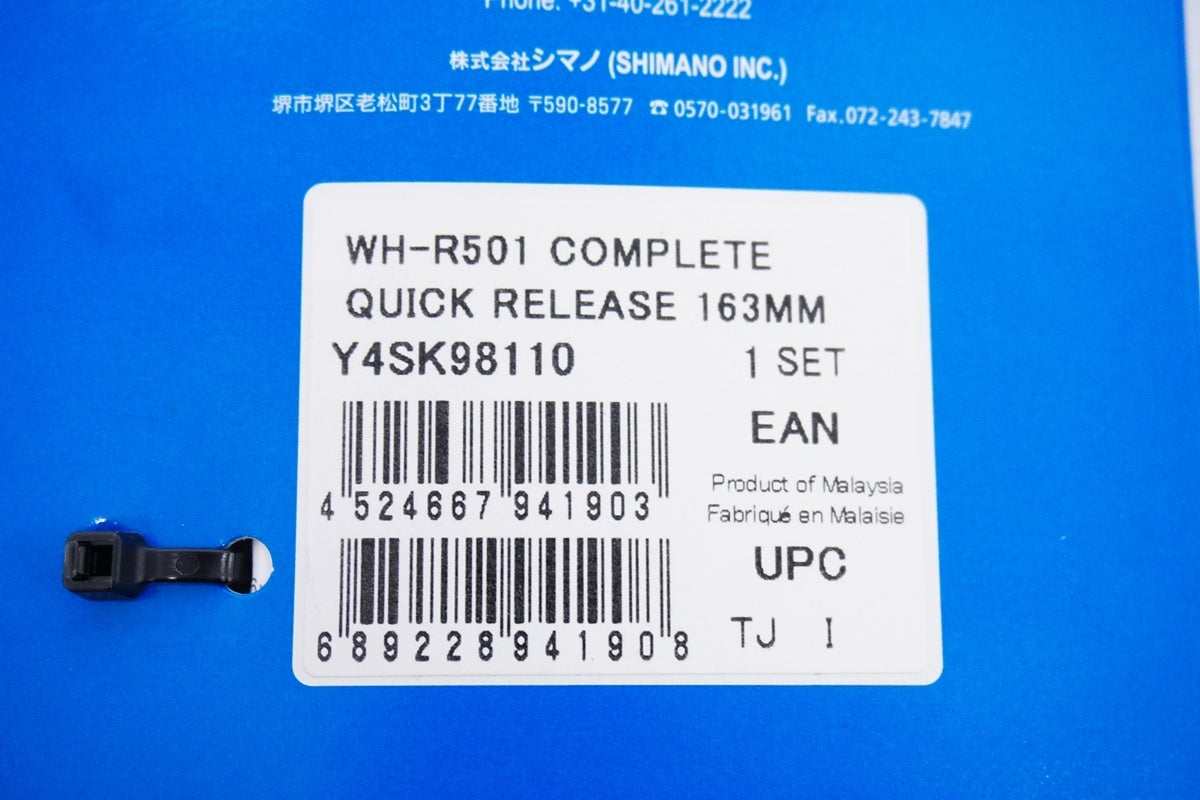 Phone: +31-40-261-2222
株式会社シマノ (SHIMANO INC.)
堺市堺区老松町3丁77番地 〒590-8577 ☎ 0570-031961 Fax.072-243-7847
WH-R501 COMPLETE
QUICK RELEASE 163MM
Y4SK98110 1 SET
EAN
4 524667 941903
Product of Malaysia
Fabriqué en Malaisie
UPC
TJ I
6 89228 94190 8